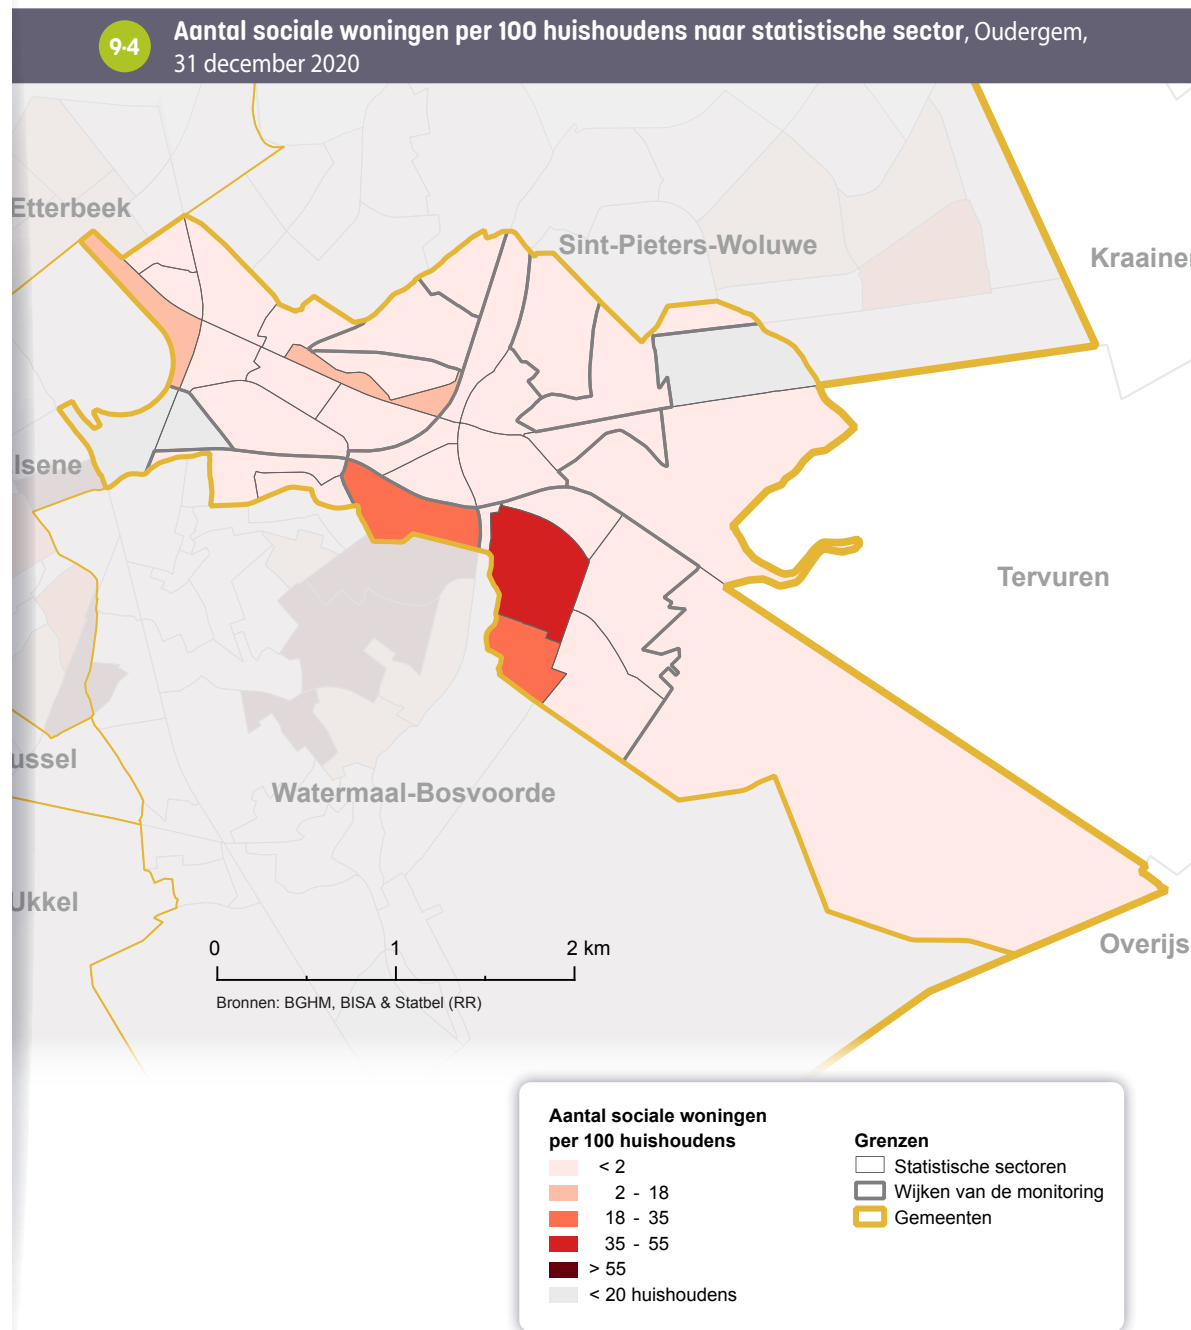 9·4
Aantal sociale woningen per 100 huishoudens naar statistische sector, Oudergem,
31 december 2020
Etterbeek
Sint-Pieters-Woluwe
Kraainem
lsene
Tervuren
ussel
Watermaal-Bosvoorde
Ukkel
Overijs
0 1 2 km
Bronnen: BGHM, BISA & Statbel (RR)
Aantal sociale woningen
per 100 huishoudens
< 2
2 - 18
18 - 35
35 - 55
> 55
< 20 huishoudens
Grenzen
Statistische sectoren
Wijken van de monitoring
Gemeenten